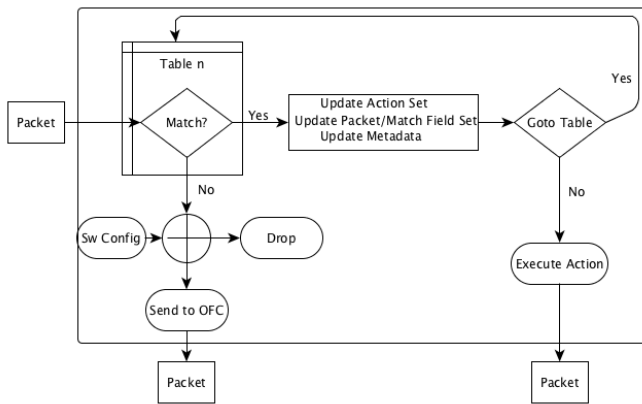 Table n
Yes
Packet
Match?
Yes
Update Action Set
Update Packet/Match Field Set
Update Metadata
Goto Table
No
No
Sw Config
Drop
Execute Action
Send to OFC
Packet
Packet